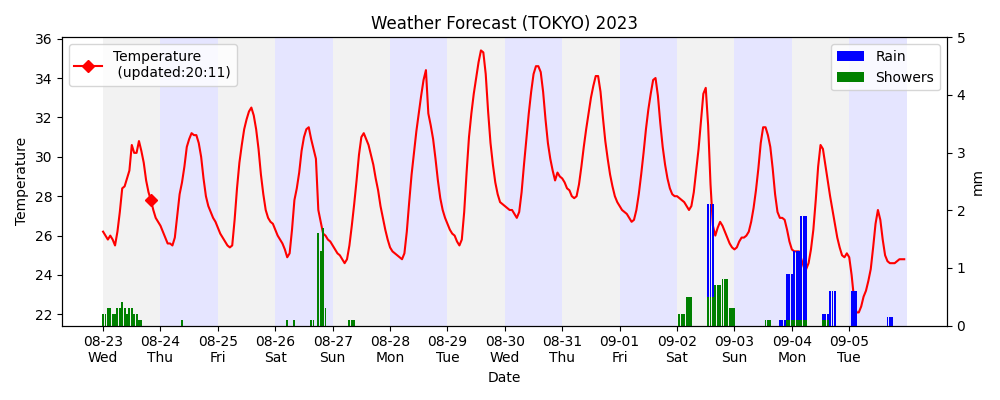 Weather Forecast (TOKYO) 2023
Temperature
(updated:20:11)
Rain
Showers
Temperature
36
34
32
30
28
26
24
22
5
4
3
2
1
0
mm
08-23 08-24 08-25 08-26 08-27 08-28 08-29 08-30 08-31 09-01 09-02 09-03 09-04 09-05
Wed Thu Fri Sat Sun Mon Tue Wed Thu Fri Sat Sun Mon Tue
Date